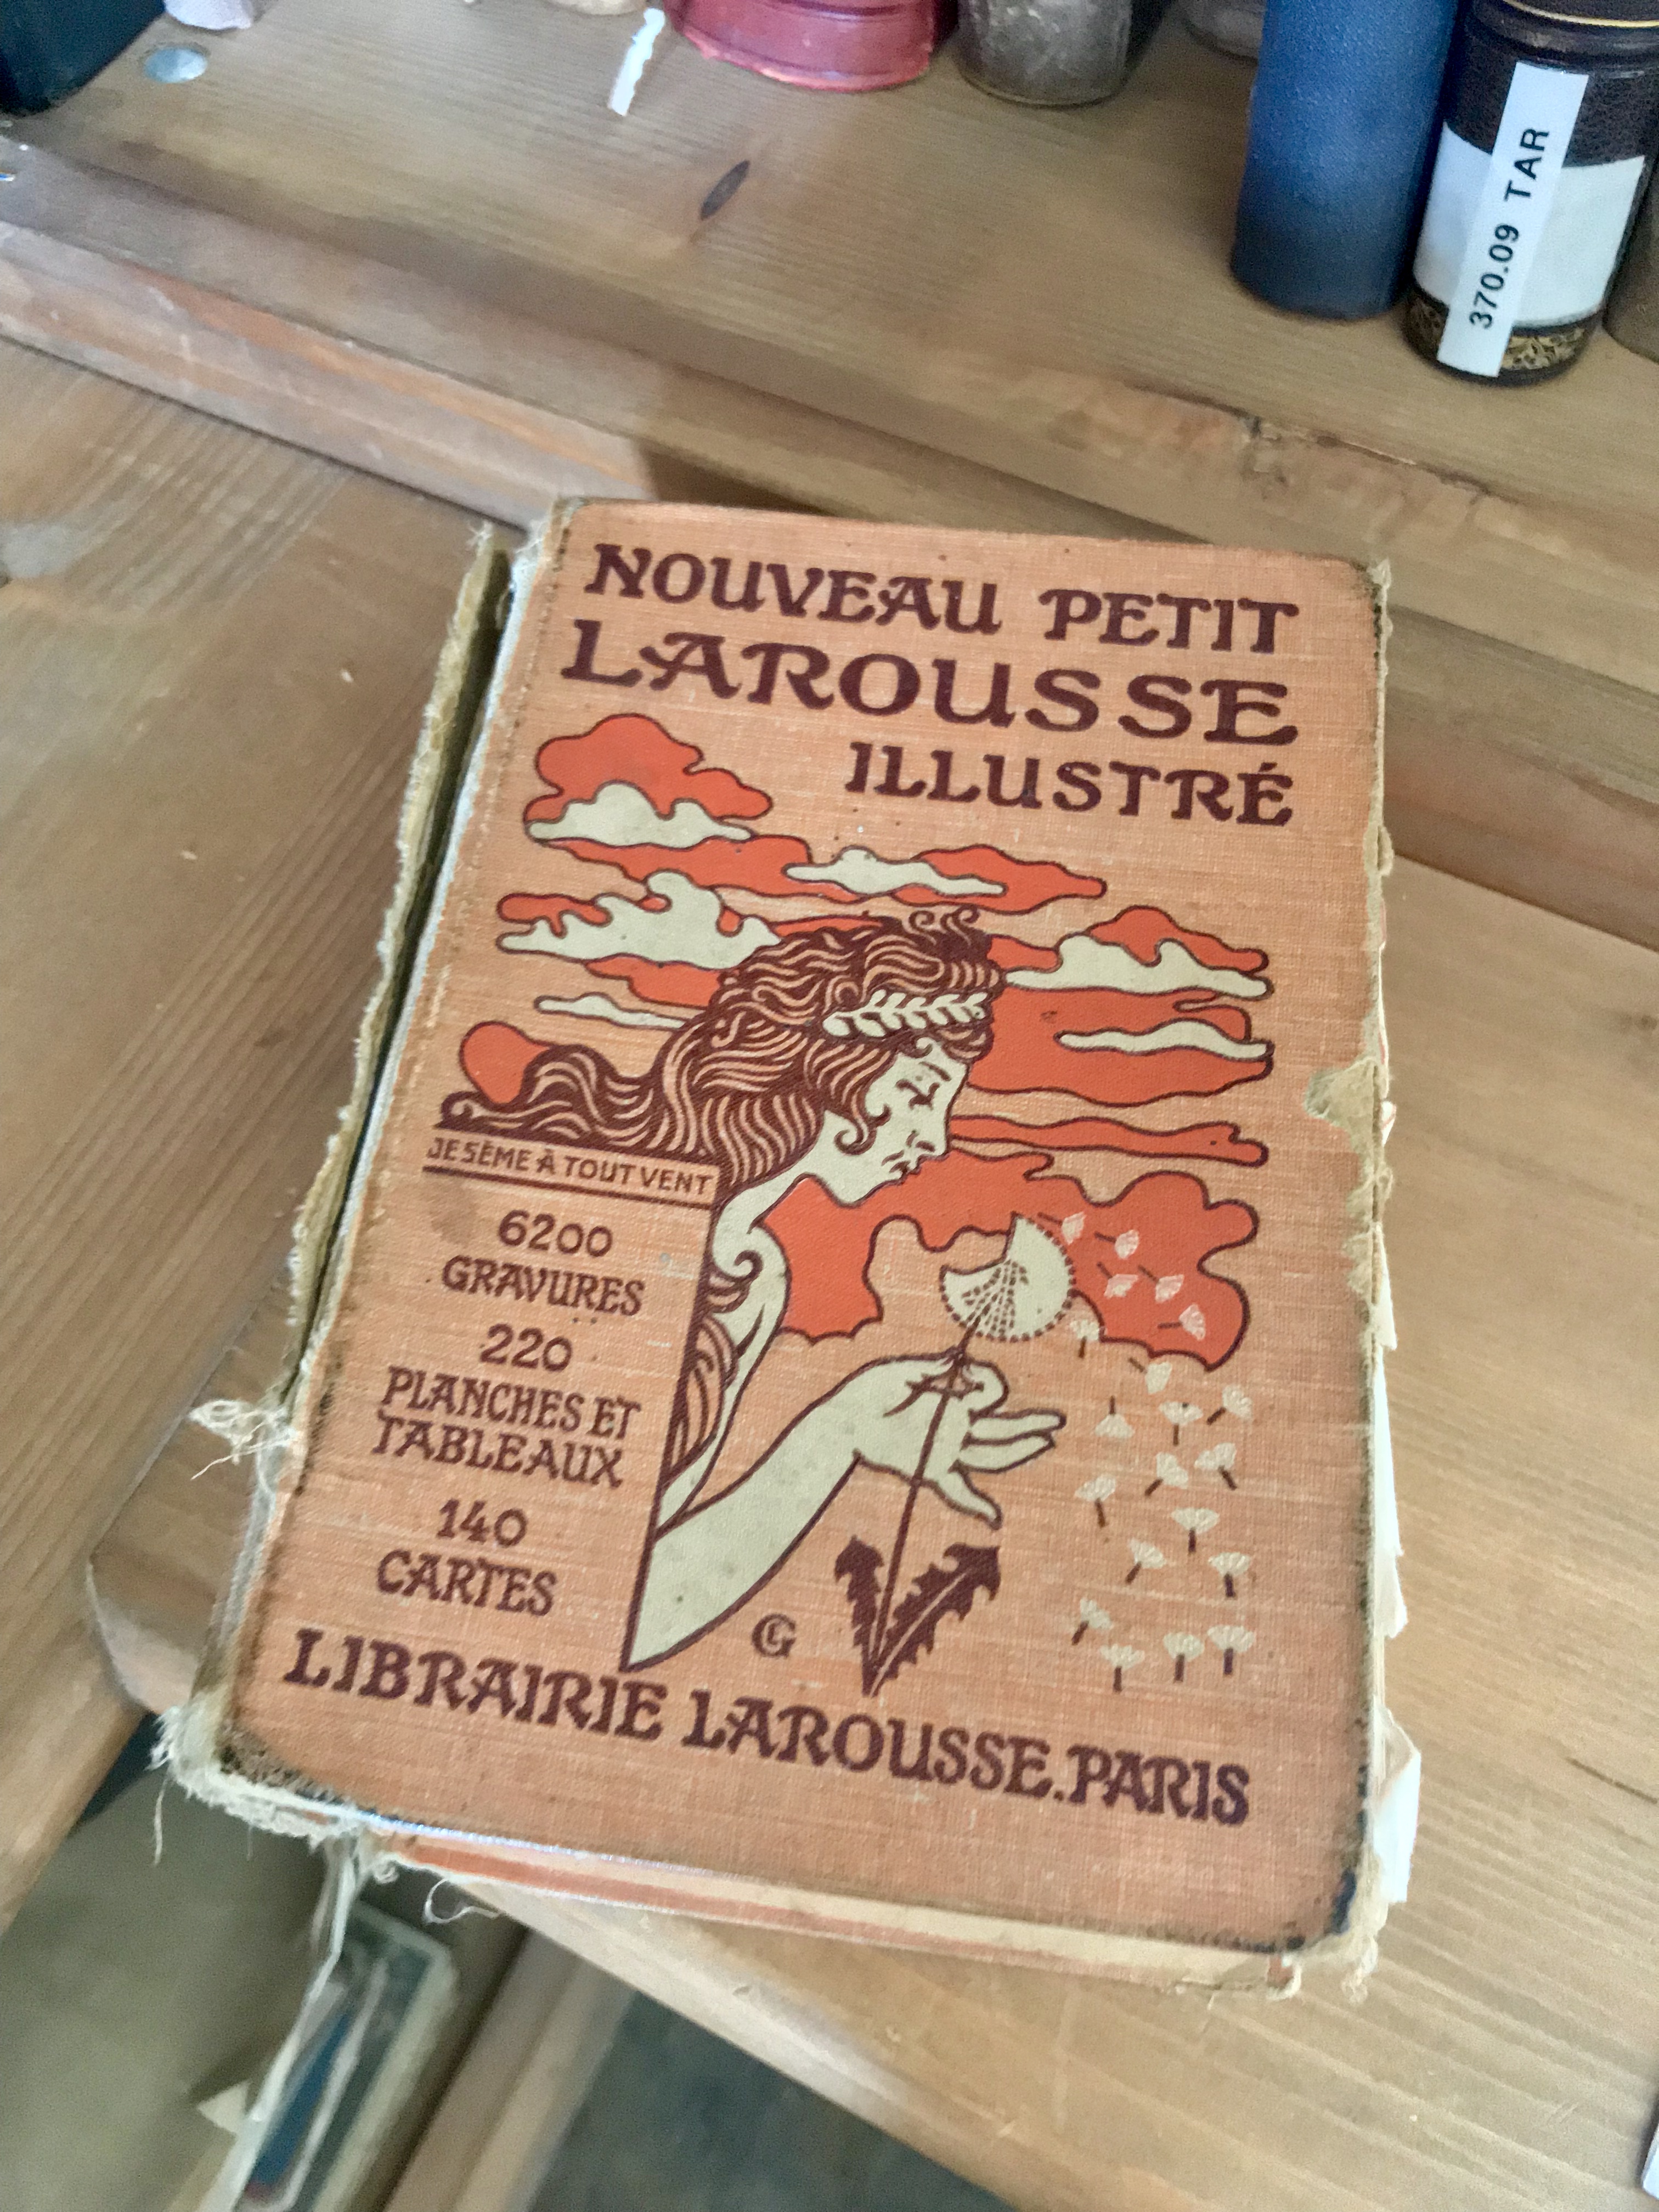 370.09 TAR
NOUVEAU PETIT
LAROUSSE
ILLUSTRÉ
JE SÈME À TOUT VENT
6200
GRAVURES
220
PLANCHES ET
TABLEAUX
140
CARTES
LIBRAIRIE LAROUSSE.PARIS